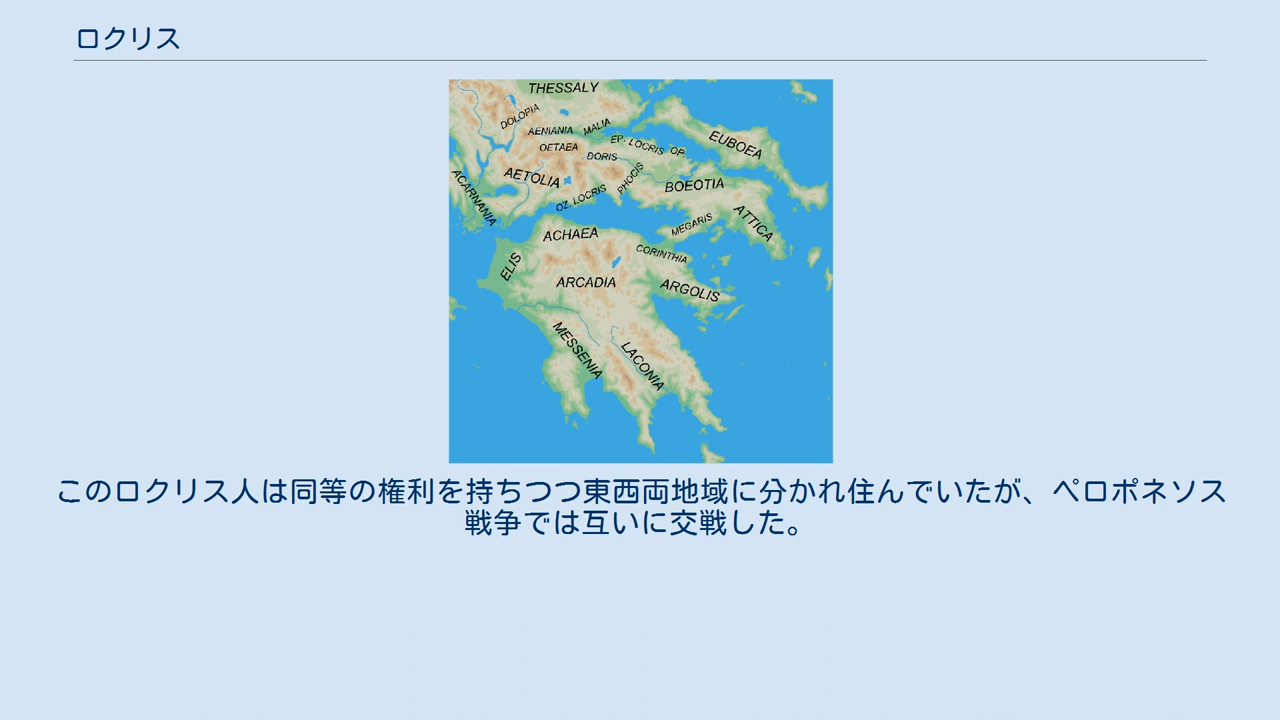 ロクリス
THESSALY
DOLOPIA
AENIANIA
MALIA
OETAEA
EP. LOCRIS
OP.
EUBOEA
DORIS
AETOLIA
PHOCIS
BOEOTIA
ACARNANIA
OZ. LOCRIS
ATTICA
MEGARIS
ACHAEA
CORINTHIA
ELIS
ARCADIA
ARGOLIS
MESSENIA
LACONIA
このロクリス人は同等の権利を持ちつつ東西両地域に分かれ住んでいたが、ペロポネソス
戦争では互いに交戦した。